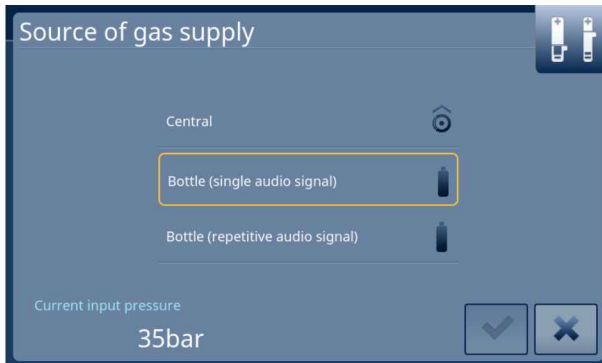 Source of gas supply
Central
Bottle (single audio signal)
Bottle (repetitive audio signal)
Current input pressure
35bar